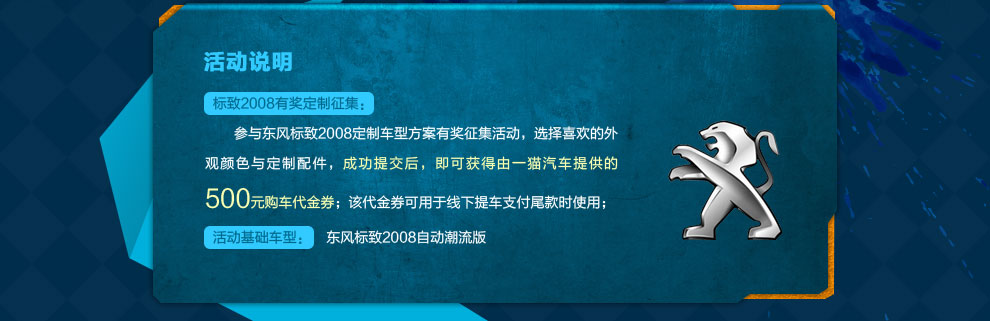 活动说明
标致2008有奖定制征集：
参与东风标致2008定制车型方案有奖征集活动，选择喜欢的外
观颜色与定制配件，成功提交后，即可获得由一猫汽车提供的
500元购车代金券；该代金券可用于线下提车支付尾款时使用；
活动基础车型： 东风标致2008自动潮流版